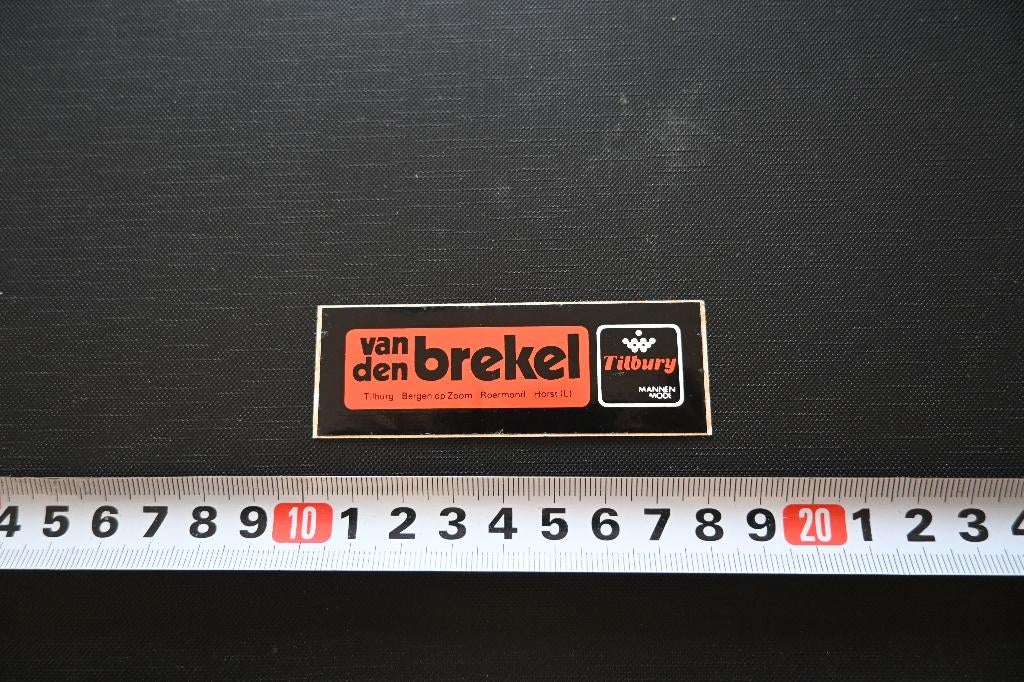 van
den brekel
Tilburg Bergen op Zoom Roermond Horst (L)
Tilbury
MANNEN
MODE
4 5 6 7 8 9 10 1 2 3 4 5 6 7 8 9 20 1 2 3 4